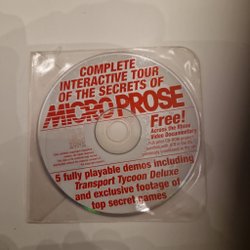 COMPLETE
INTERACTIVE TOUR
OF THE SECRETS OF
MICROPROSE
Free!
Across the Rhine
Video Documentary
5 fully playable demos including
Transport Tycoon Deluxe
and exclusive footage of
top secret games